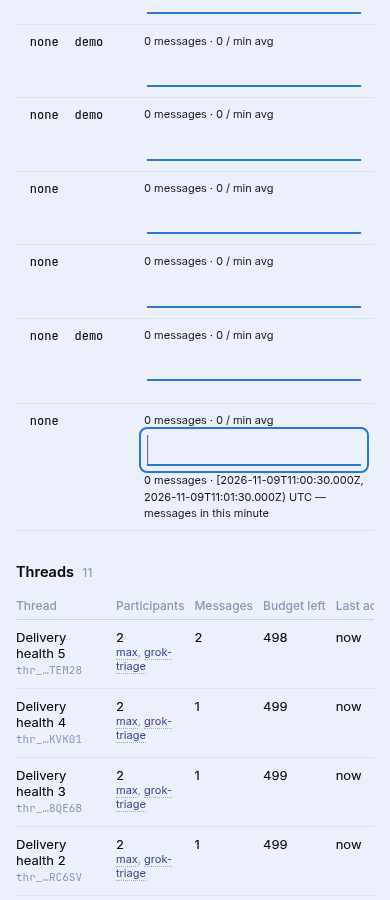 none demo 0 messages · 0 / min avg
none demo 0 messages · 0 / min avg
none 0 messages · 0 / min avg
none 0 messages · 0 / min avg
none demo 0 messages · 0 / min avg
none 0 messages · 0 / min avg
0 messages · [2026-11-09T11:00:30.000Z,
2026-11-09T11:01:30.000Z) UTC —
messages in this minute
Threads 11
Thread Participants Messages Budget left Last ac
Delivery 2 2 498 now
health 5 max, grok-
thr_…TEM28 triage
Delivery 2 1 499 now
health 4 max, grok-
thr_…KVK01 triage
Delivery 2 1 499 now
health 3 max, grok-
thr_…8QE6B triage
Delivery 2 1 499 now
health 2 max, grok-
thr_…RC6SV triage